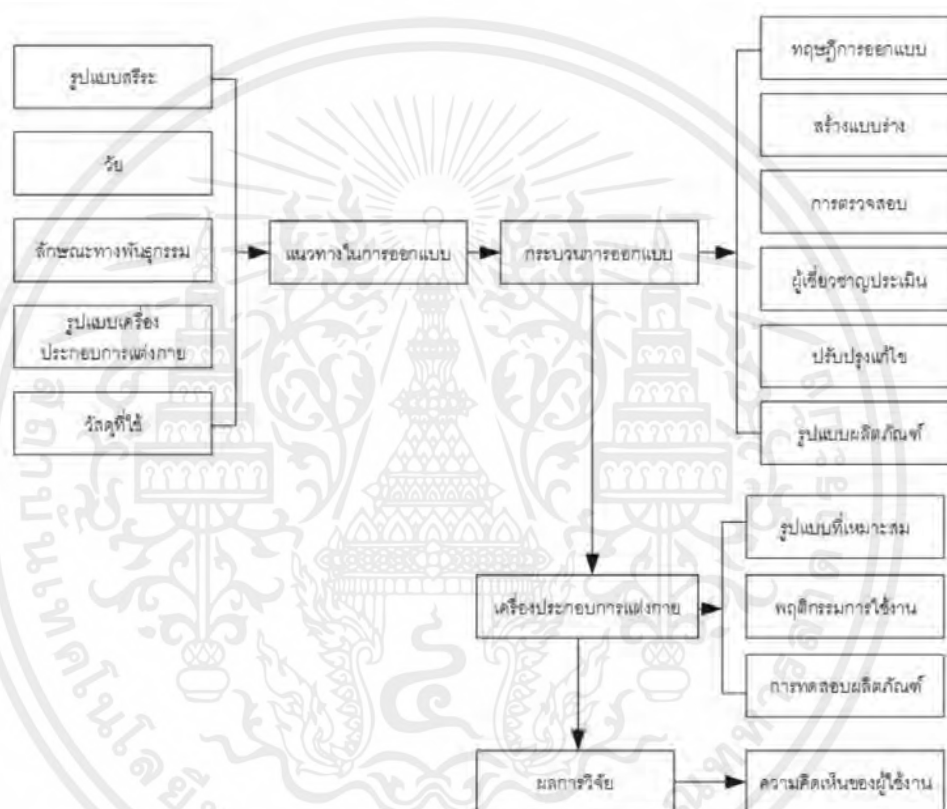 รูปแบบสรีระ
วัย
ลักษณะทางพันธุกรรม
รูปแบบเครื่อง
ประกอบการแต่งกาย
วัสดุที่ใช้
แนวทางในการออกแบบ
กระบวนการออกแบบ
ทฤษฎีการออกแบบ
สร้างแบบร่าง
การตรวจสอบ
ผู้เชี่ยวชาญประเมิน
ปรับปรุงแก้ไข
รูปแบบผลิตภัณฑ์
เครื่องประกอบการแต่งกาย
รูปแบบที่เหมาะสม
พฤติกรรมการใช้งาน
การทดสอบผลิตภัณฑ์
ผลการวิจัย
ความคิดเห็นของผู้ใช้งาน